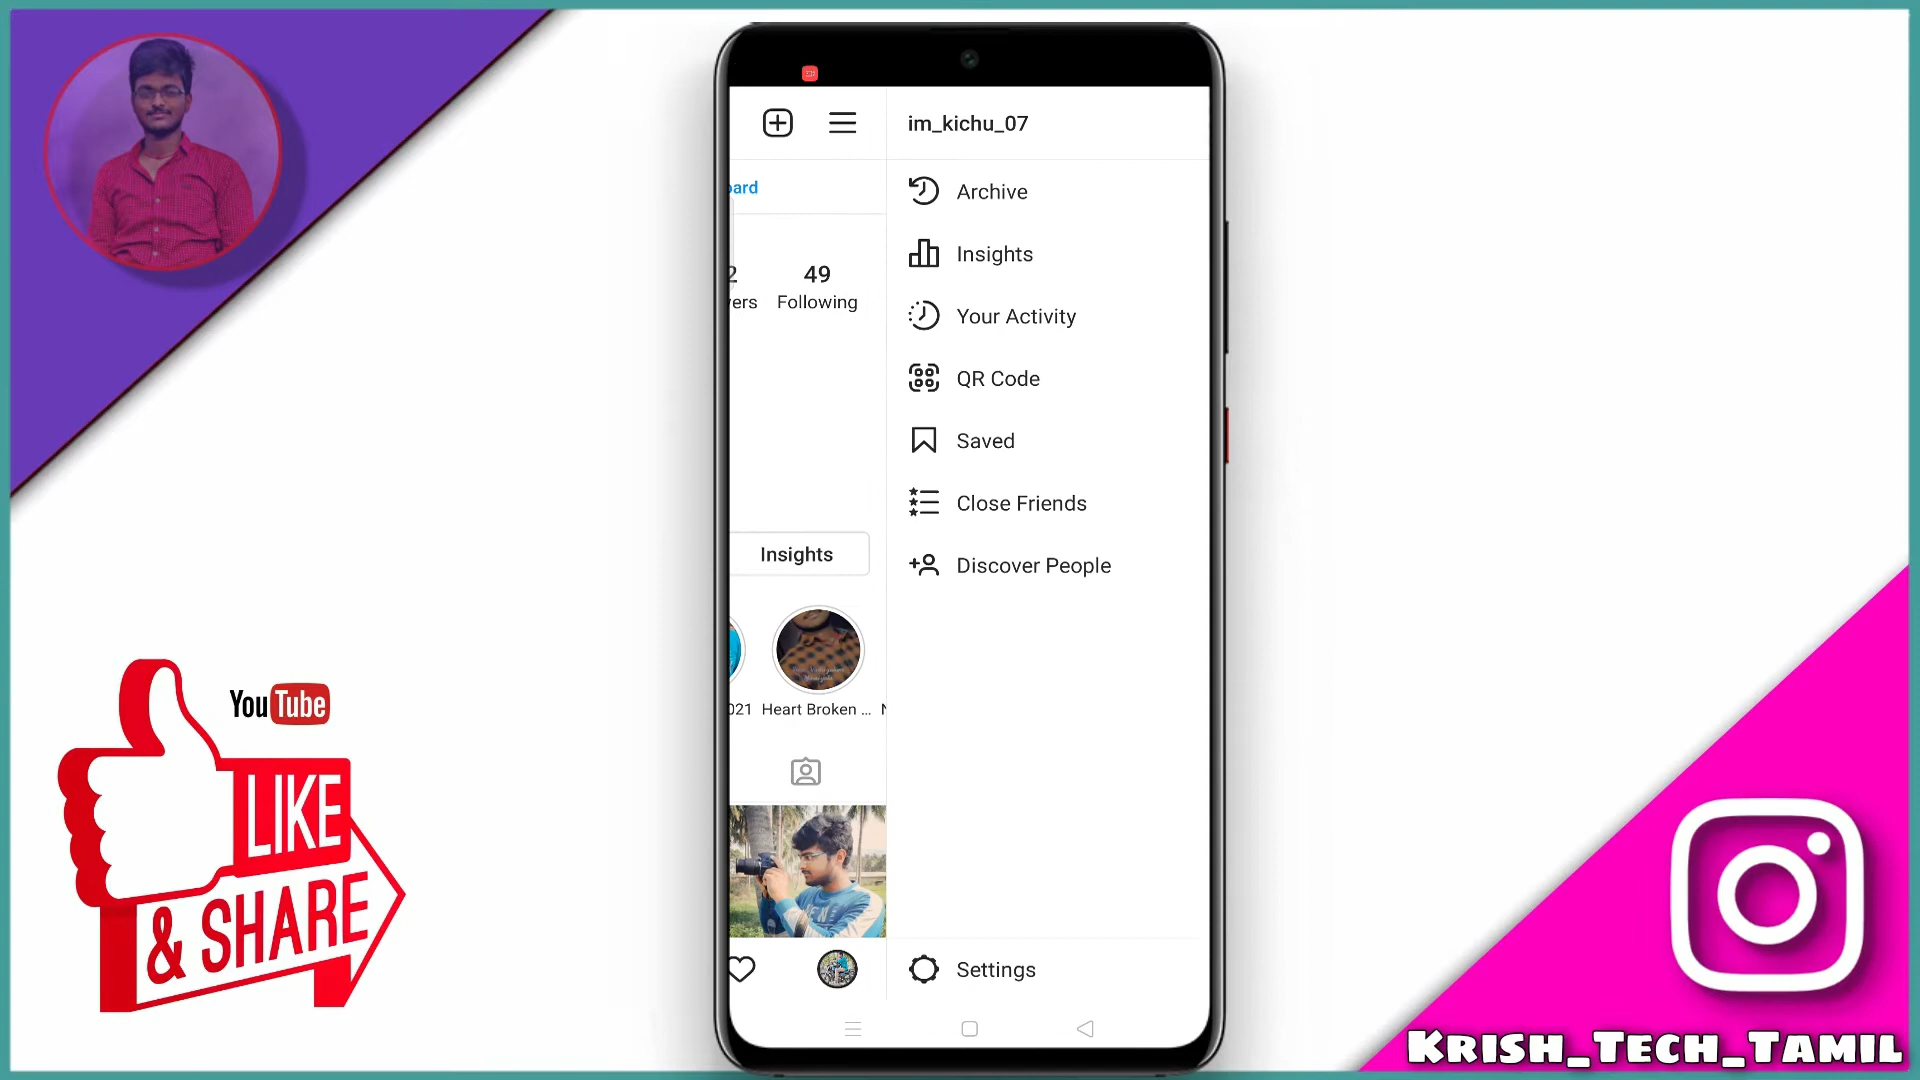 im_kichu_07
Archive
Insights
Your Activity
QR Code
Saved
Close Friends
Discover People
Settings
ard
2
49
ers
Following
Insights
021
Heart Broken ...
YouTube
LIKE
& SHARE
KRISH_TECH_TAMIL